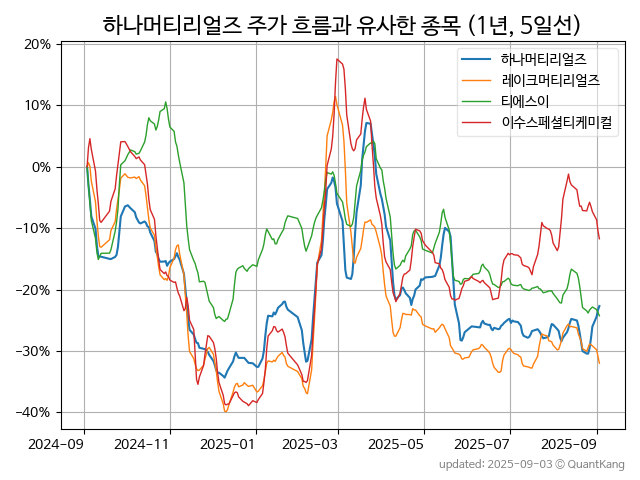 하나머티리얼즈 주가 흐름과 유사한 종목 (1년, 5일선)
하나머티리얼즈
레이크머티리얼즈
티에스이
이수스페셜티케미컬
20%
10%
0%
−10%
−20%
−30%
−40%
2024−09
2024−11
2025−01
2025−03
2025−05
2025−07
2025−09
updated: 2025-09-03 © QuantKang